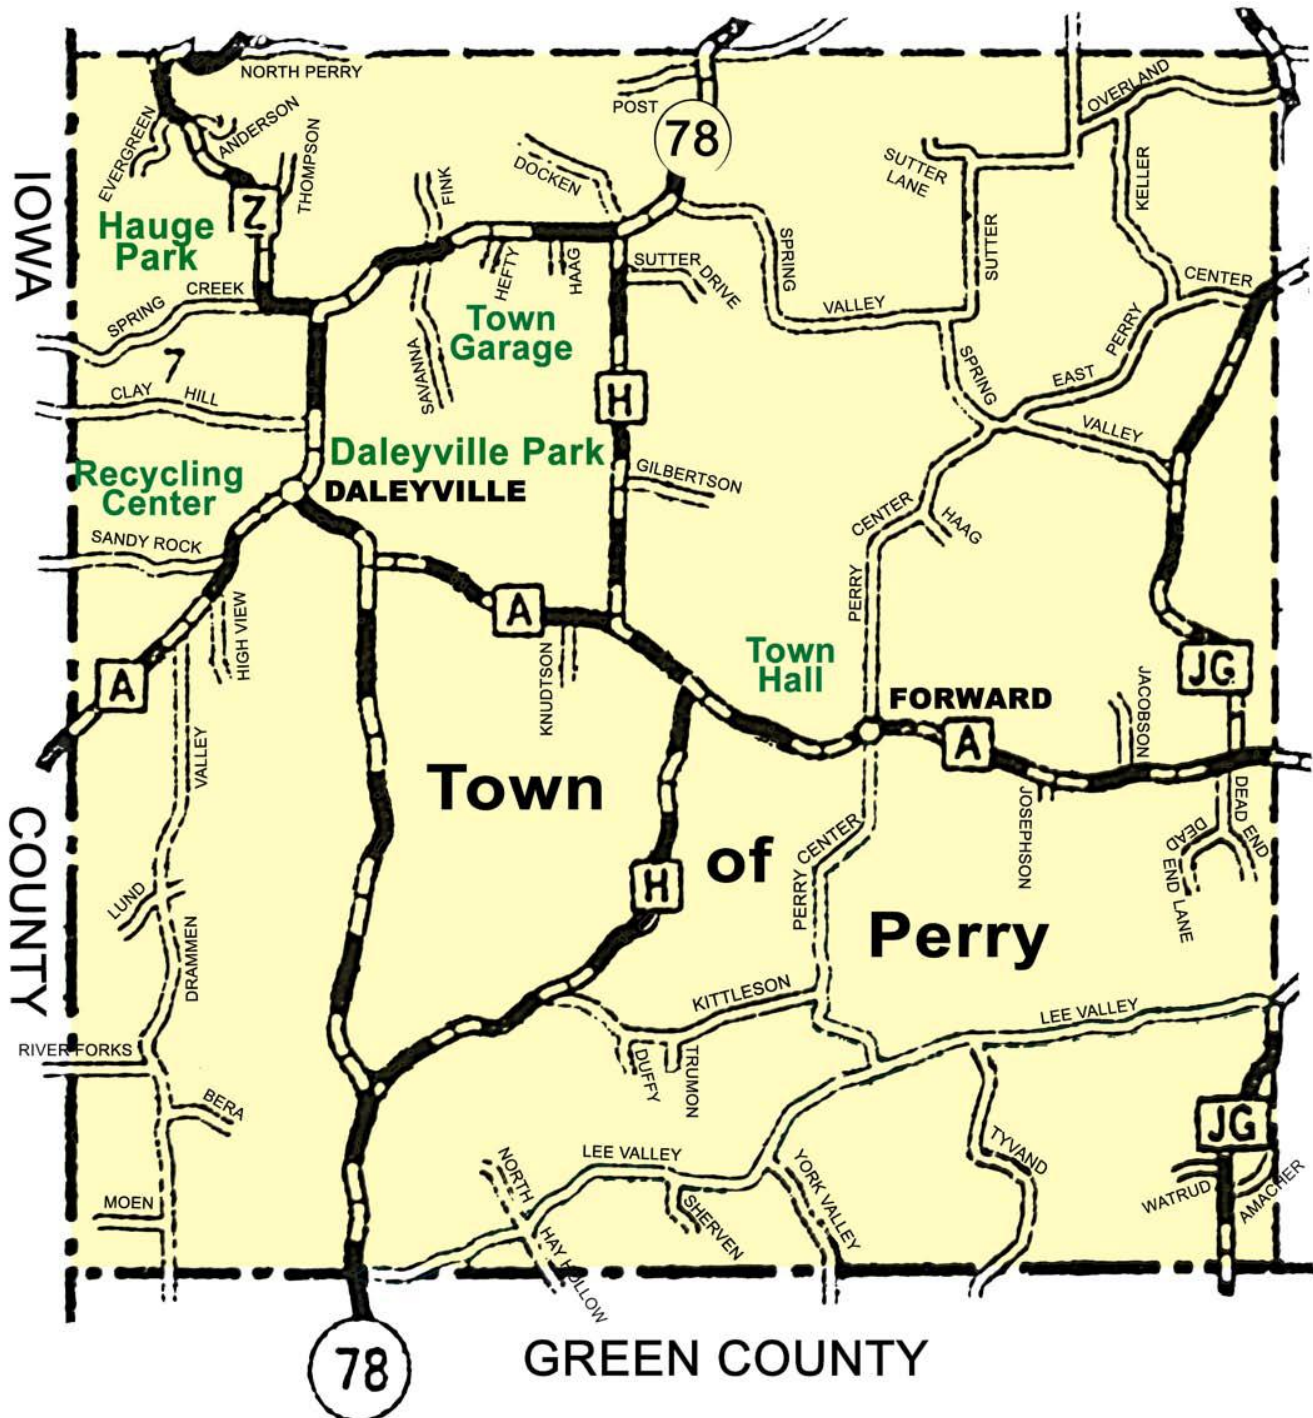 NORTH PERRY
POST
OVERLAND
78
EVERGREEN
ANDERSON
THOMPSON
FINK
DOCKEN
SUTTER
LANE
KELLER
IOWA
Z
Hauge
Park
HEFTY
HAAG
SUTTER
DRIVE
SPRING
SUTTER
CENTER
SPRING
CREEK
Town
Garage
VALLEY
PERRY
7
SAVANNA
SPRING
EAST
CLAY
HILL
H
VALLEY
Daleyville Park
Recycling
Center
DALEYVILLE
GILBERTSON
CENTER
HAAG
SANDY ROCK
PERRY
HIGH VIEW
A
KNUDTSON
Town
Hall
JG
A
FORWARD
JACOBSON
A
VALLEY
Town
JOSEPHSON
DEAD END
COUNTY
of
CENTER
PERRY
DEAD
END LANE
LUND
H
DRAMMEN
Perry
KITTLESON
LEE VALLEY
RIVER FORKS
DUFFY
TRUMON
BERA
JG
LEE VALLEY
TYVAND
NORTH
YORK VALLEY
WATRUD
AMACHER
MOEN
SHERVEN
HAY HOLLOW
GREEN COUNTY
78